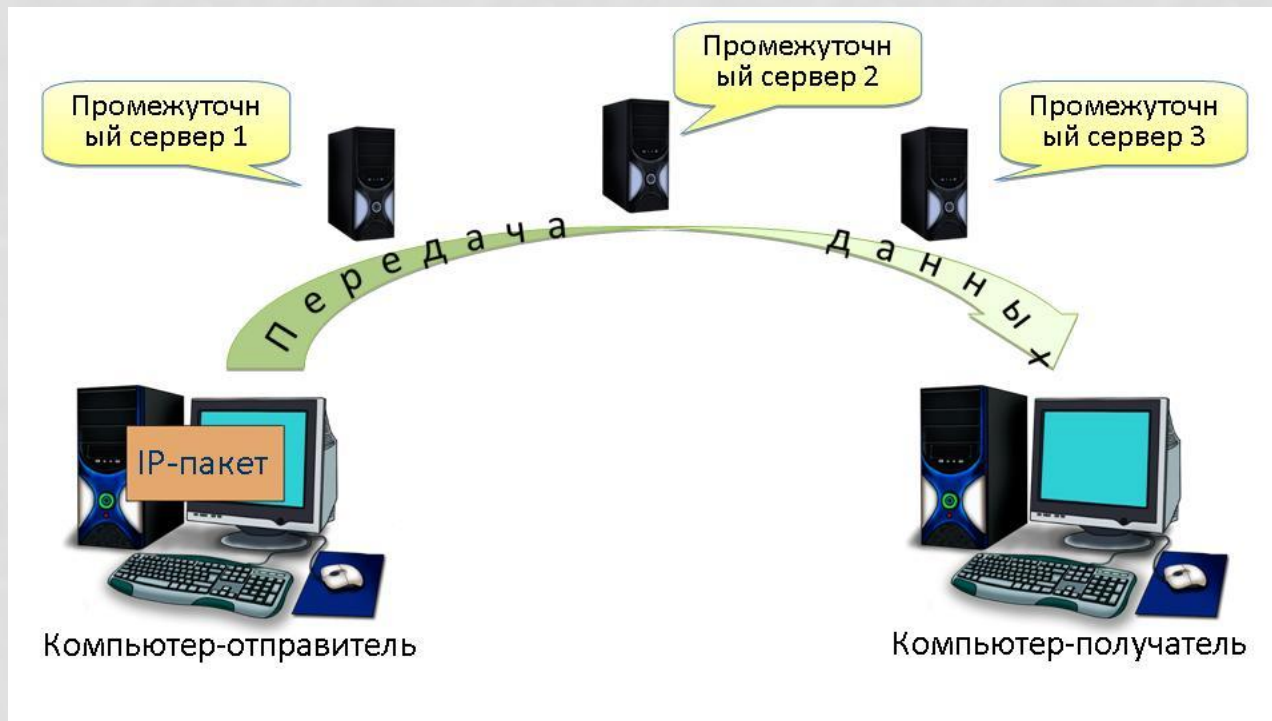 Промежуточн
ый сервер 1
Промежуточн
ый сервер 2
Промежуточн
ый сервер 3
Передача данных
IP-пакет
Компьютер-отправитель
Компьютер-получатель